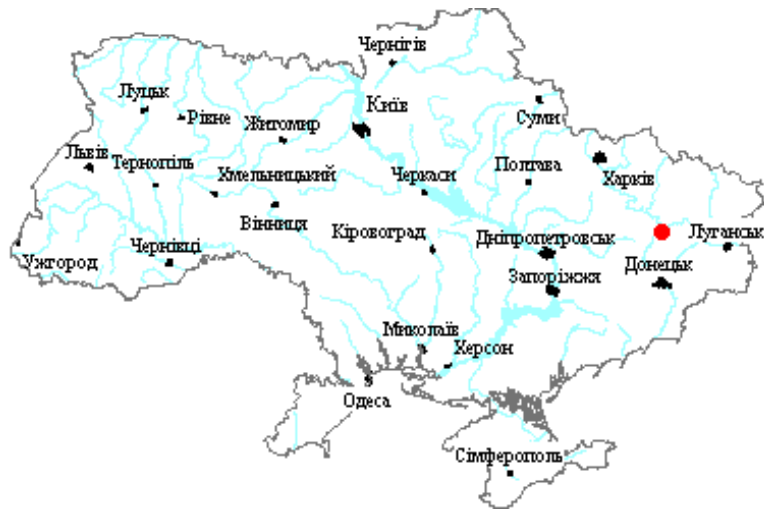 Чернігів
Луцьк
Рівне
Київ
Суми
Житомир
Львів
Тернопіль
Хмельницький
Черкаси
Полтава
Харків
Вінниця
Кіровоград
Дніпропетровськ
Луганськ
Ужгород
Чернівці
Запоріжжя
Донецьк
Миколаїв
Херсон
Одеса
Сімферополь